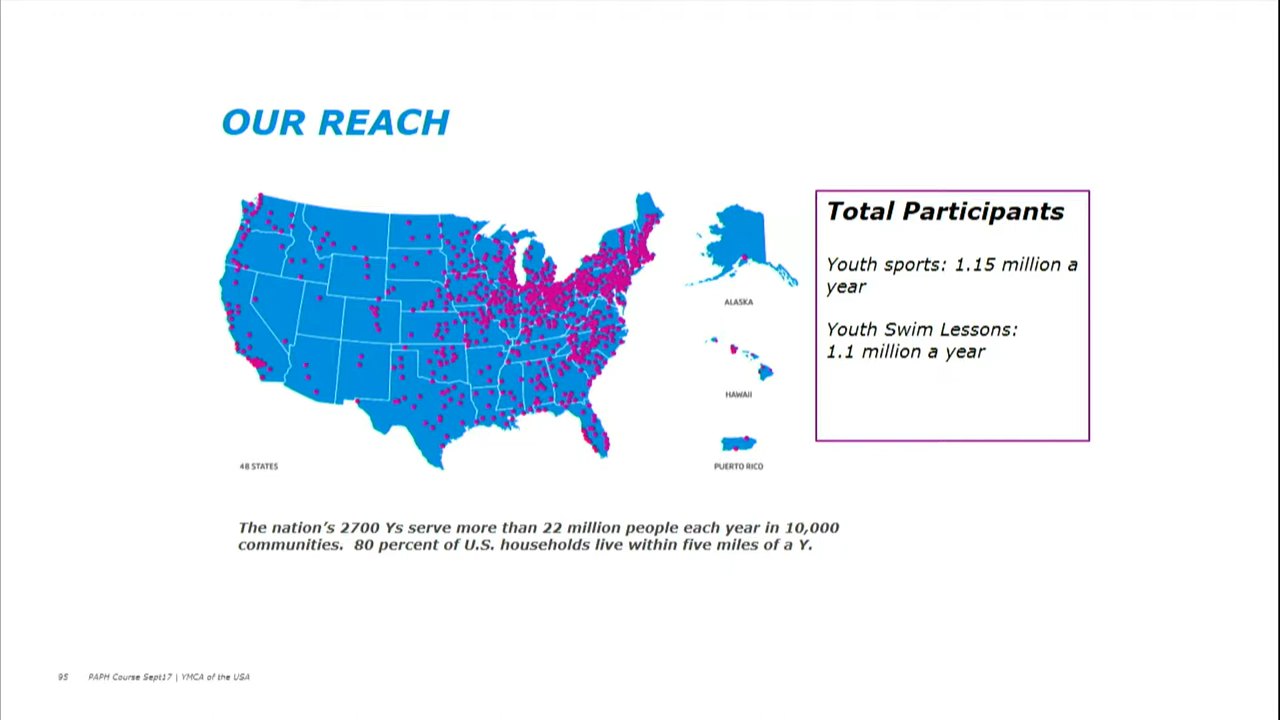 OUR REACH
Total Participants
Youth sports: 1.15 million a
year
Youth Swim Lessons:
1.1 million a year
ALASKA
HAWAII
48 STATES
PUERTO RICO
The nation's 2700 Ys serve more than 22 million people each year in 10,000
communities.  80 percent of U.S. households live within five miles of a Y.
95 PAPH Course Sept17 | YMCA of the USA